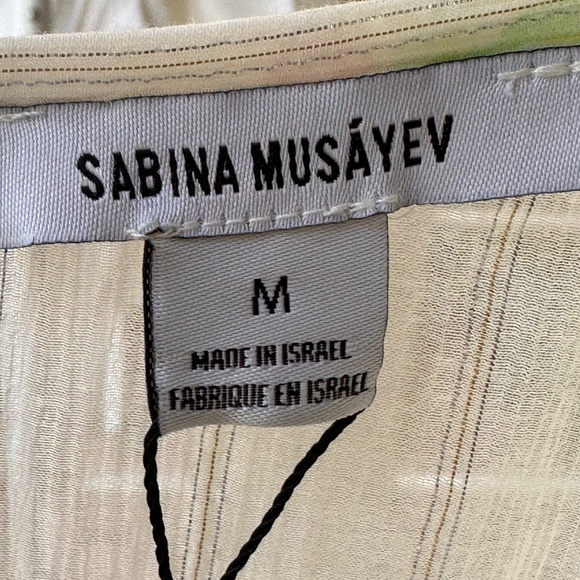 SABINA MUSÁYEV
M
MADE IN ISRAEL
FABRIQUE EN ISRAEL